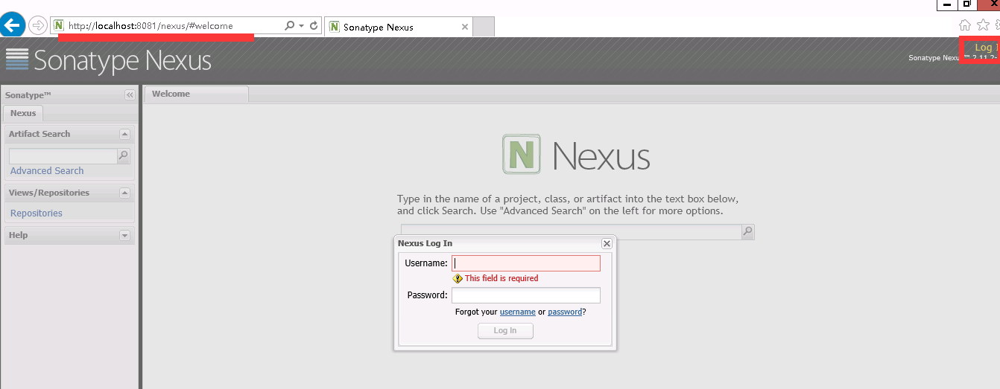 http://localhost:8081/nexus/#welcome
Sonatype Nexus
Sonatype Nexus
Log I
Sonatype Nexus™ 2.11.2-
Sonatype™
Nexus
Artifact Search
Advanced Search
Views/Repositories
Repositories
Help
Welcome
N Nexus
Type in the name of a project, class, or artifact into the text box below,
and click Search. Use "Advanced Search" on the left for more options.
Nexus Log In
Username:
This field is required
Password:
Forgot your username or password?
Log In